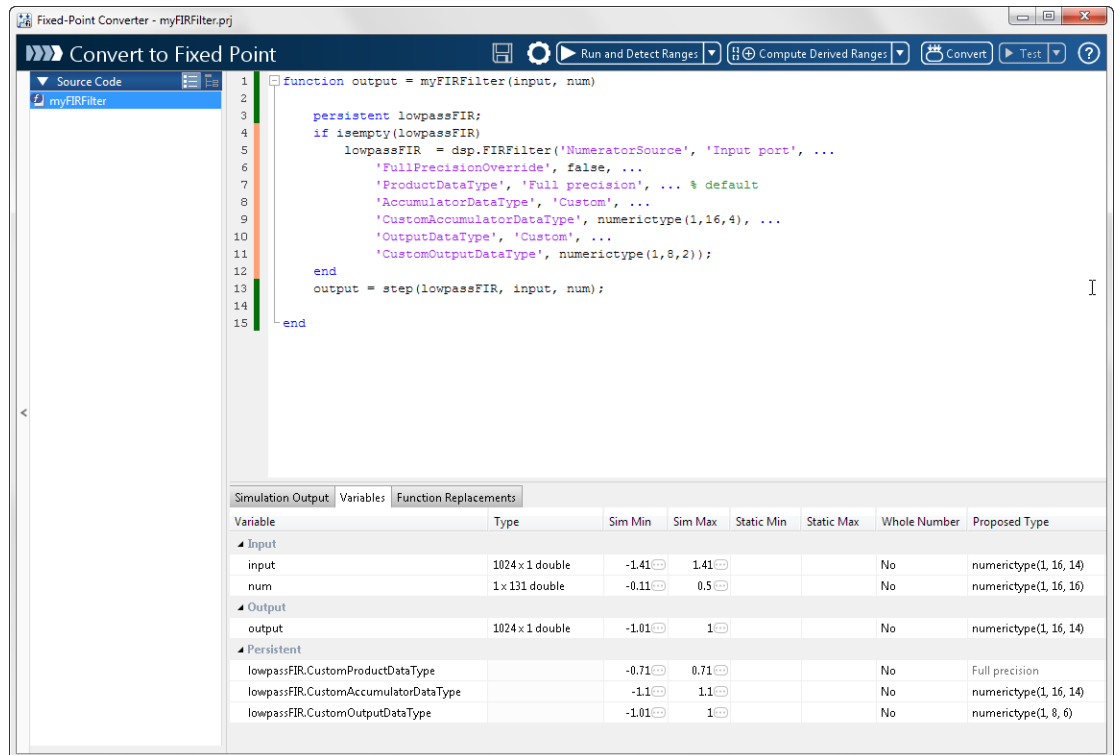 Fixed-Point Converter - myFIRFilter.prj
Convert to Fixed Point
Run and Detect Ranges
Compute Derived Ranges
Convert
Test
?
Source Code
myFIRFilter
1 function output = myFIRFilter(input, num)
2
3 persistent lowpassFIR;
4 if isempty(lowpassFIR)
5 lowpassFIR = dsp.FIRFilter('NumeratorSource', 'Input port', ...
6 'FullPrecisionOverride', false, ...
7 'ProductDataType', 'Full precision', ... % default
8 'AccumulatorDataType', 'Custom', ...
9 'CustomAccumulatorDataType', numerictype(1,16,4), ...
10 'OutputDataType', 'Custom', ...
11 'CustomOutputDataType', numerictype(1,8,2));
12 end
13 output = step(lowpassFIR, input, num);
14
15 end
Simulation Output Variables Function Replacements
Variable Type Sim Min Sim Max Static Min Static Max Whole Number Proposed Type
Input
input 1024 x 1 double -1.41 1.41 No numerictype(1, 16, 14)
num 1 x 131 double -0.11 0.5 No numerictype(1, 16, 16)
Output
output 1024 x 1 double -1.01 1 No numerictype(1, 16, 14)
Persistent
lowpassFIR.CustomProductDataType -0.71 0.71 No Full precision
lowpassFIR.CustomAccumulatorDataType -1.1 1.1 No numerictype(1, 16, 14)
lowpassFIR.CustomOutputDataType -1.01 1 No numerictype(1, 8, 6)